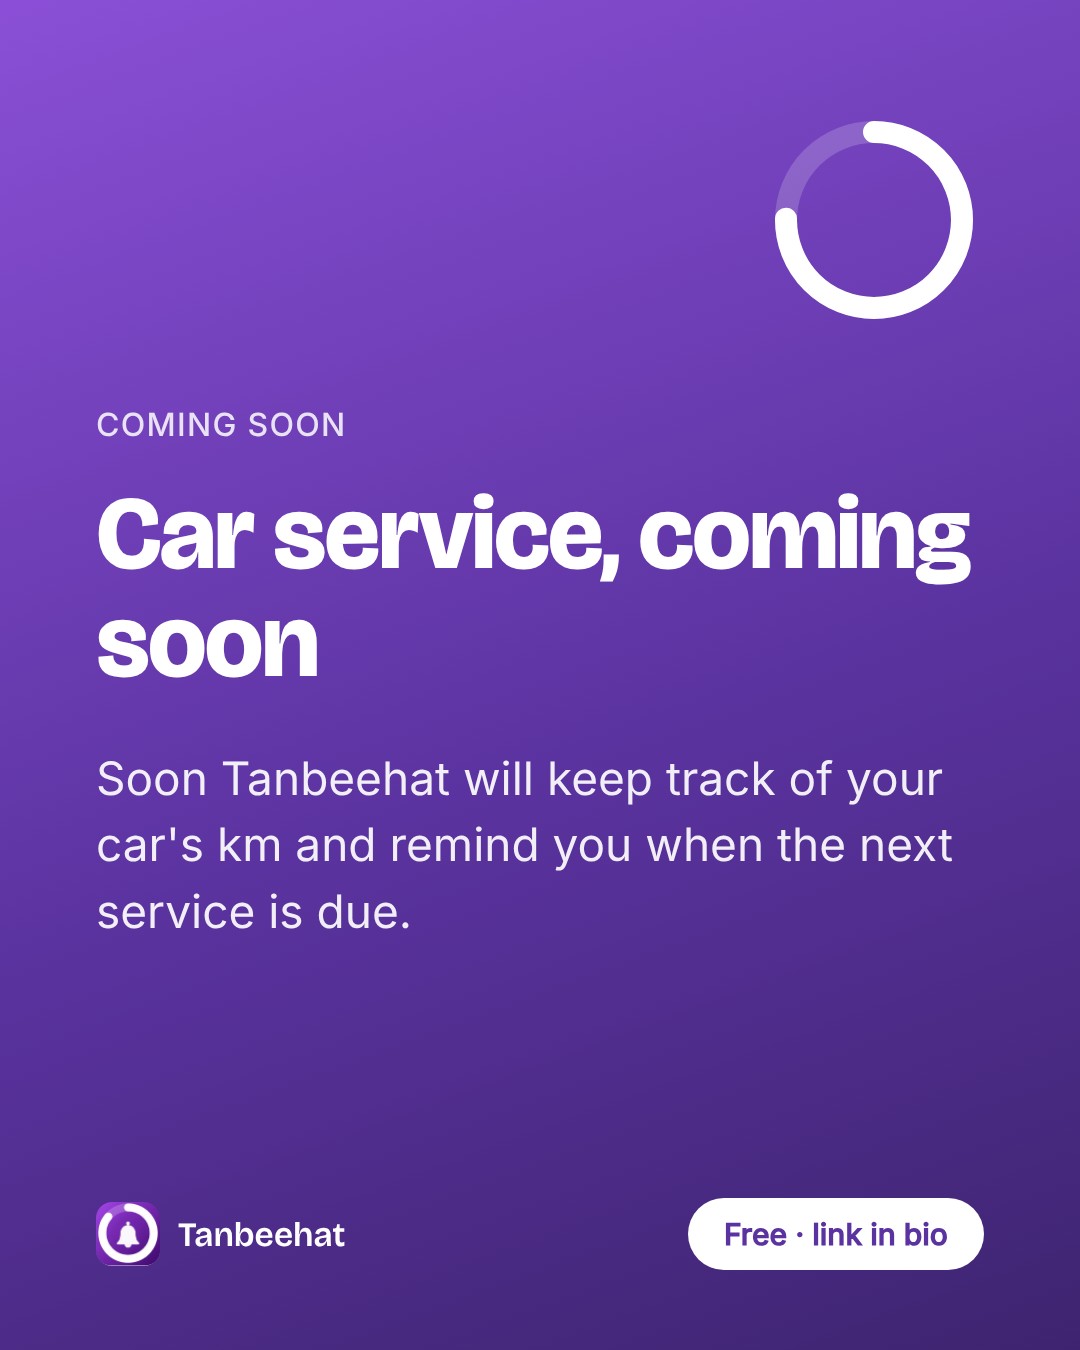 COMING SOON
Car service, coming
soon
Soon Tanbeehat will keep track of your
car's km and remind you when the next
service is due.
Tanbeehat
Free · link in bio